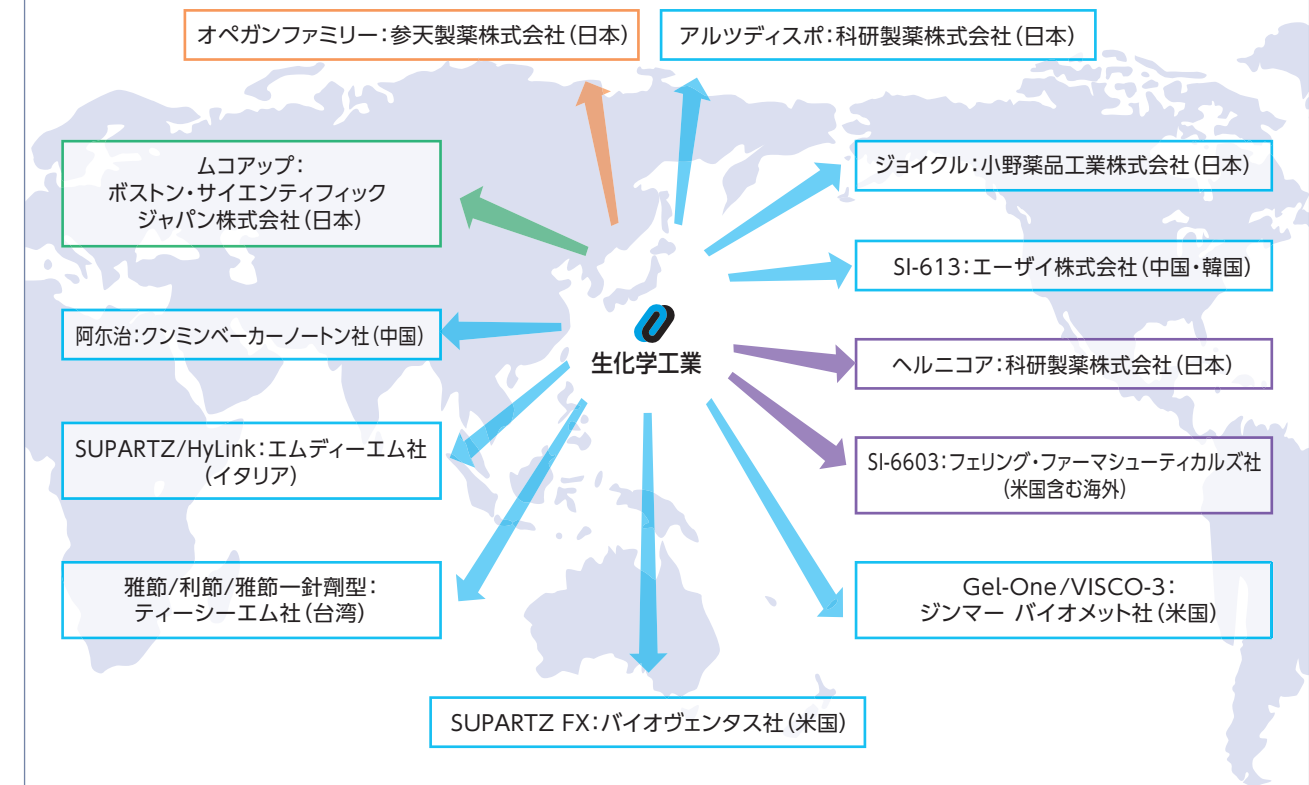 オペガンファミリー：参天製薬株式会社（日本）
アルツディスポ：科研製薬株式会社（日本）
ムコアップ：
ボストン・サイエンティフィック
ジャパン株式会社（日本）
ジョイクル：小野薬品工業株式会社（日本）
SI-613：エーザイ株式会社（中国・韓国）
阿尓治：クンミンベーカーノートン社（中国）
生化学工業
ヘルニコア：科研製薬株式会社（日本）
SUPARTZ/HyLink：エムディーエム社
（イタリア）
SI-6603：フェリング・ファーマシューティカルズ社
（米国含む海外）
雅節/利節/雅節一針劑型：
ティーシーエム社（台湾）
Gel-One/VISCO-3：
ジンマー バイオメット社（米国）
SUPARTZ FX：バイオヴェンタス社（米国）